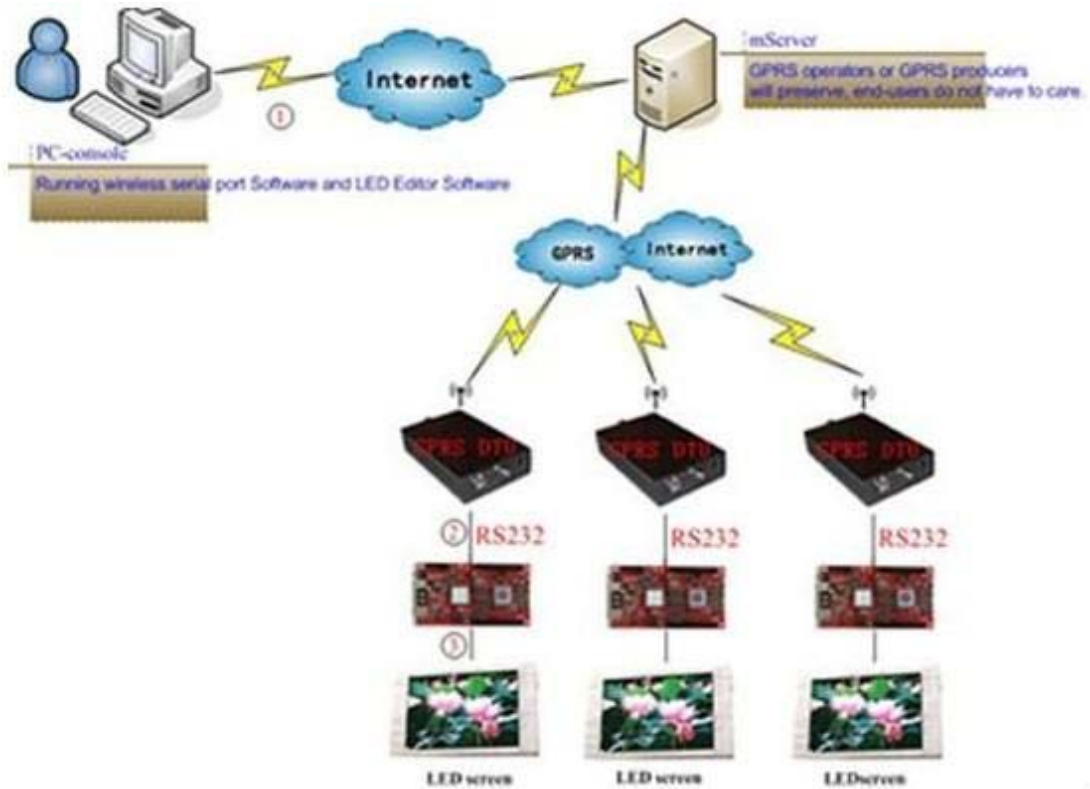 Internet
mServer
GPRS operators or GPRS producers
will preserve, end-users do not have to care.
①
PC-console
Running wireless serial port Software and LED Editor Software
GPRS
Internet
GPRS DTU
GPRS DTU
GPRS DTU
② RS232
RS232
RS232
③
LED screen
LED screen
LEDscreen